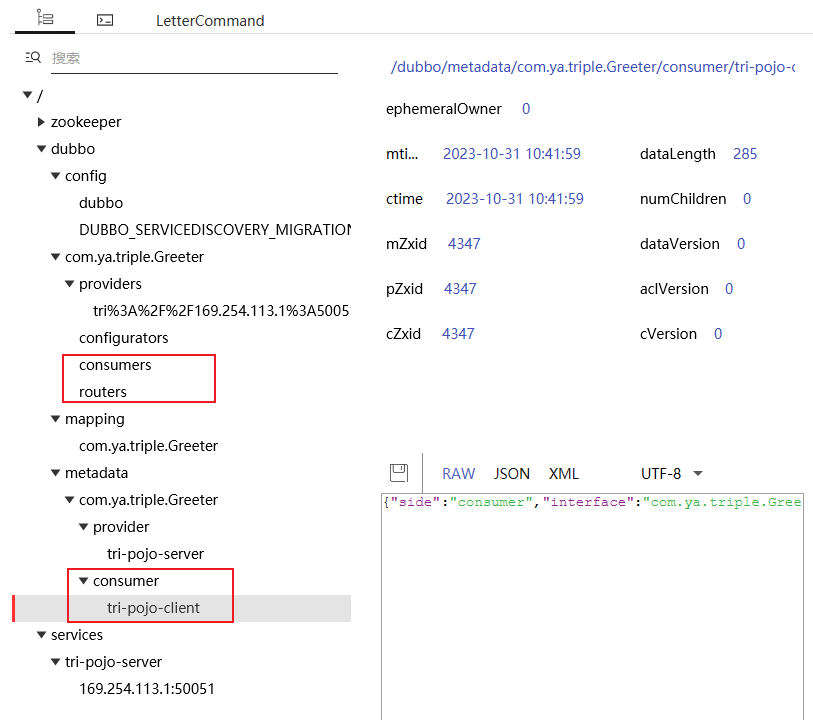 LetterCommand
搜索
/
zookeeper
dubbo
config
dubbo
DUBBO_SERVICEDISCOVERY_MIGRATION
com.ya.triple.Greeter
providers
tri%3A%2F%2F169.254.113.1%3A5005
configurators
consumers
routers
mapping
com.ya.triple.Greeter
metadata
com.ya.triple.Greeter
provider
tri-pojo-server
consumer
tri-pojo-client
services
tri-pojo-server
169.254.113.1:50051
/dubbo/metadata/com.ya.triple.Greeter/consumer/tri-pojo-c
ephemeralOwner 0
mti... 2023-10-31 10:41:59 dataLength 285
ctime 2023-10-31 10:41:59 numChildren 0
mZxid 4347 dataVersion 0
pZxid 4347 aclVersion 0
cZxid 4347 cVersion 0
RAW JSON XML UTF-8
{"side":"consumer","interface":"com.ya.triple.Gree